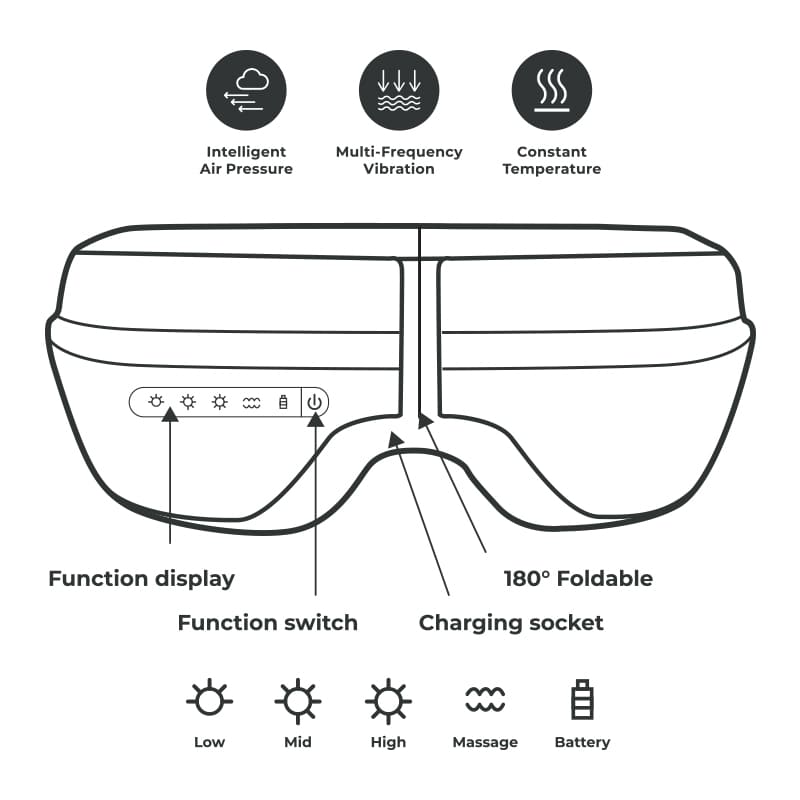 Intelligent
Air Pressure
Multi-Frequency
Vibration
Constant
Temperature
Function display
180° Foldable
Function switch
Charging socket
Low
Mid
High
Massage
Battery